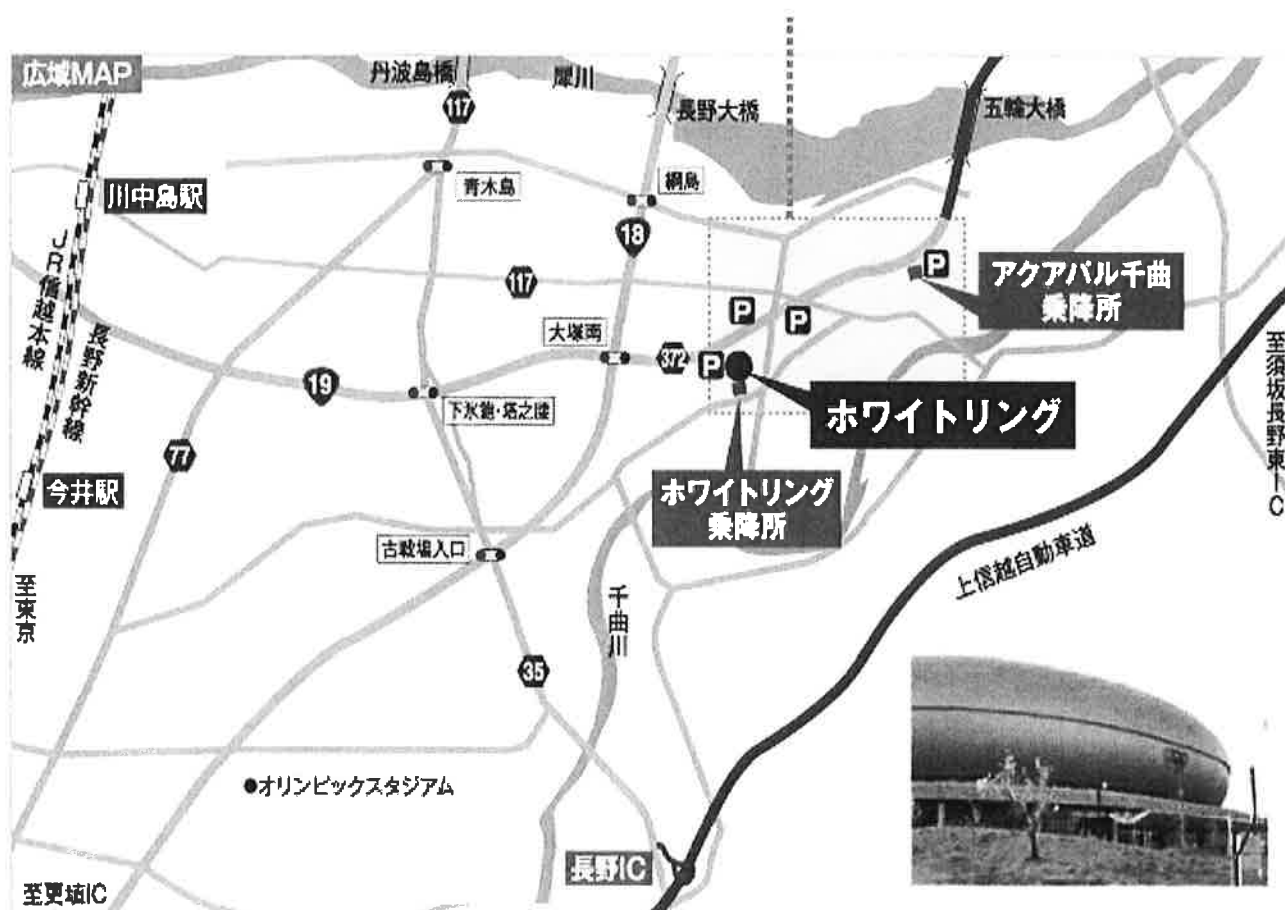 広域MAP
丹波島橋
犀川
長野大橋
五輪大橋
117
川中島駅
青木島
綱島
18
P
アクアパル千曲
乗降所
117
P
P
JR信越本線
長野新幹線
大塚南
372
P
19
下氷鉋・塔之腰
ホワイトリング
至須坂長野東IC
77
今井駅
ホワイトリング
乗降所
古戦場入口
上信越自動車道
至東京
千曲川
35
オリンピックスタジアム
長野IC
至更埴IC